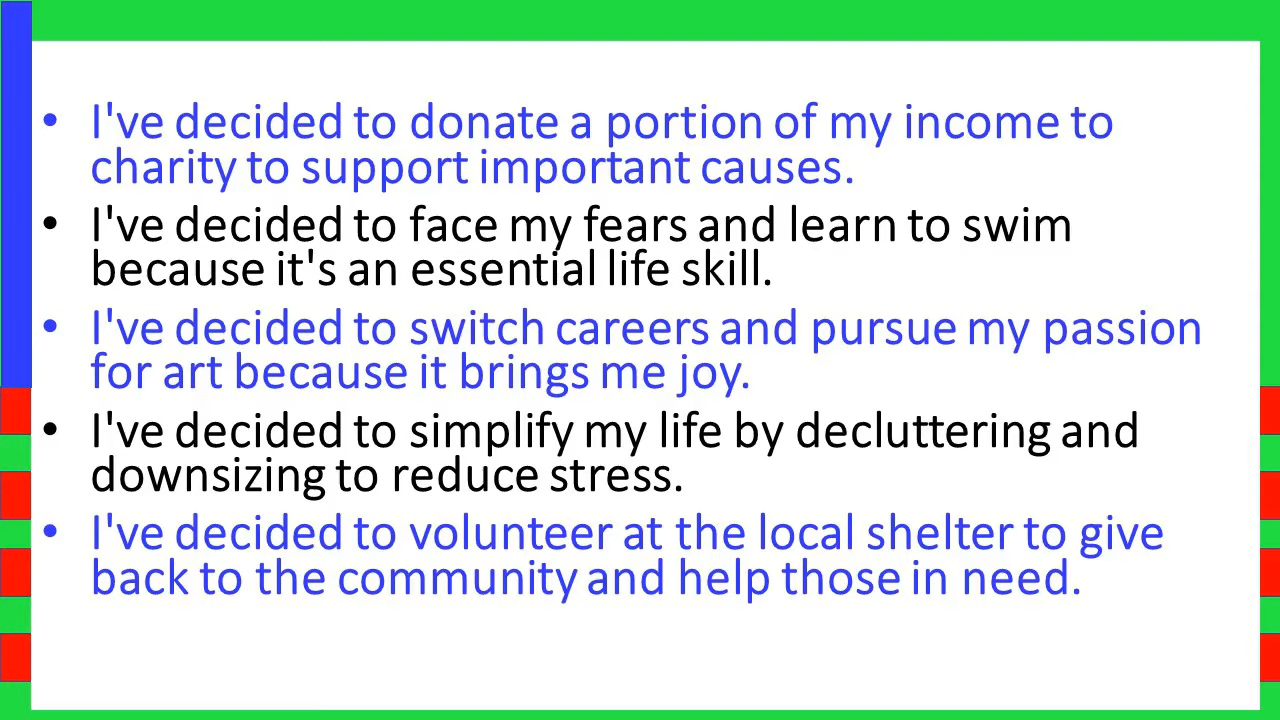 • I've decided to donate a portion of my income to
charity to support important causes.
• I've decided to face my fears and learn to swim
because it's an essential life skill.
• I've decided to switch careers and pursue my passion
for art because it brings me joy.
• I've decided to simplify my life by decluttering and
downsizing to reduce stress.
• I've decided to volunteer at the local shelter to give
back to the community and help those in need.